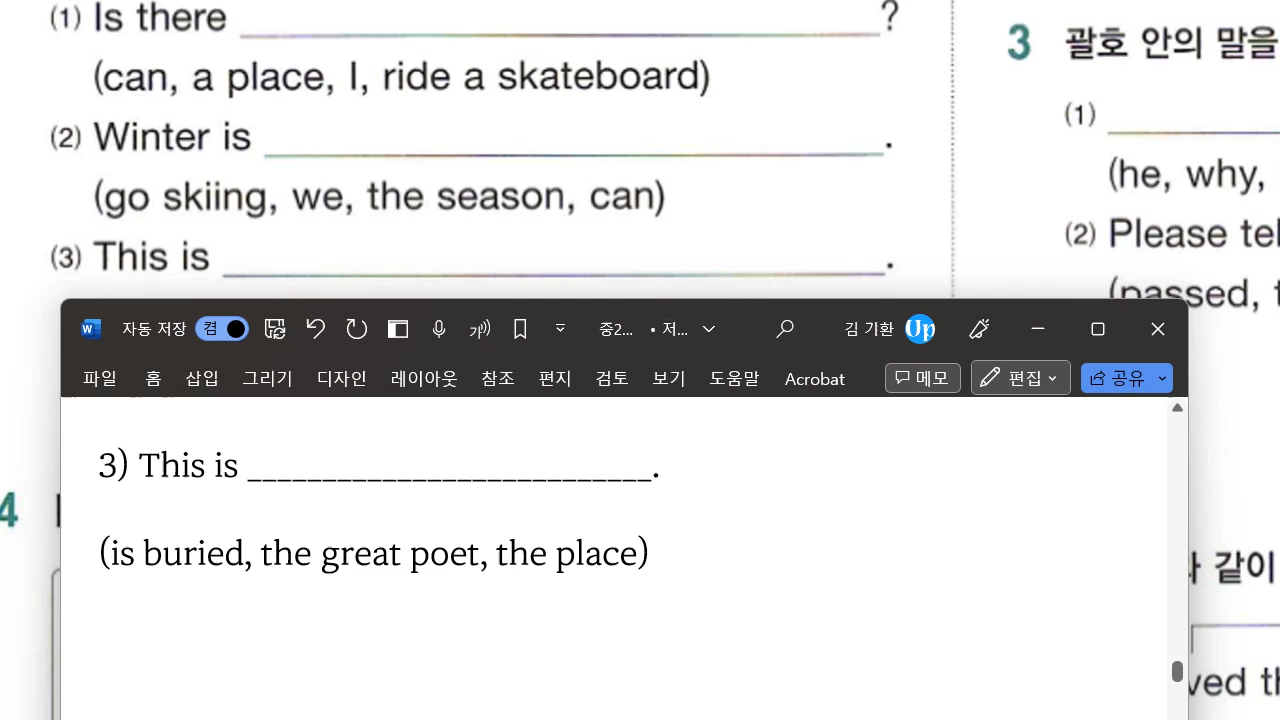 (1) Is there ?
(can, a place, I, ride a skateboard)
(2) Winter is .
(go skiing, we, the season, can)
(3) This is .
3 괄호 안의 말을
(1)
(he, why,
(2) Please tel
(passed, t
자동 저장 켬 가 중2... • 저... 김 기환 Up
파일 홈 삽입 그리기 디자인 레이아웃 참조 편지 검토 보기 도움말 Acrobat 메모 편집 공유
3) This is ___________________________.
(is buried, the great poet, the place)
4
같이
ved th